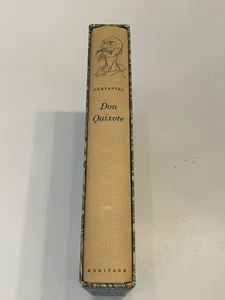 CERVANTES
Don
Quixote
HERITAGE